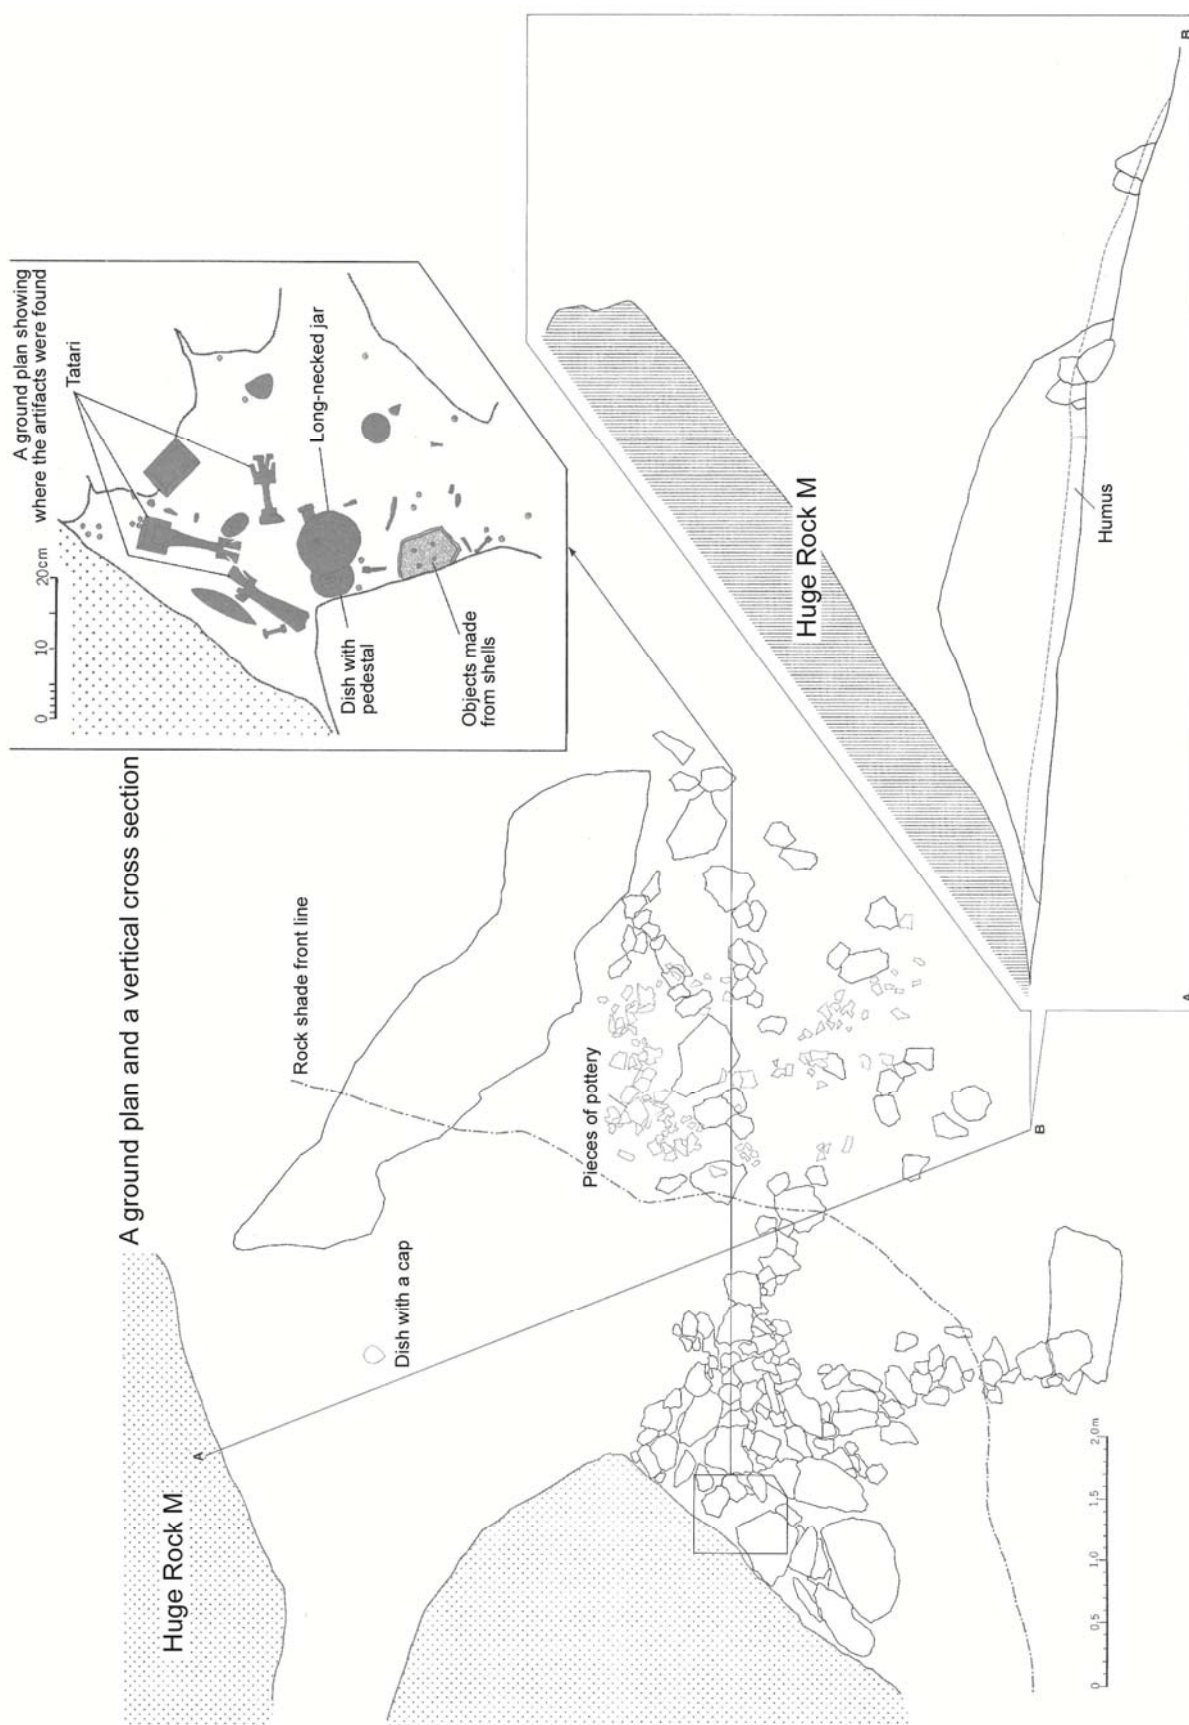 A ground plan and a vertical cross section
Huge Rock M
A
Dish with a cap
Rock shade front line
Pieces of pottery
B
0 0.5 1.0 1.5 2.0m
A ground plan showing
where the artifacts were found
0 10 20cm
Tatari
Long-necked jar
Dish with
pedestal
Objects made
from shells
Huge Rock M
Humus
A
B